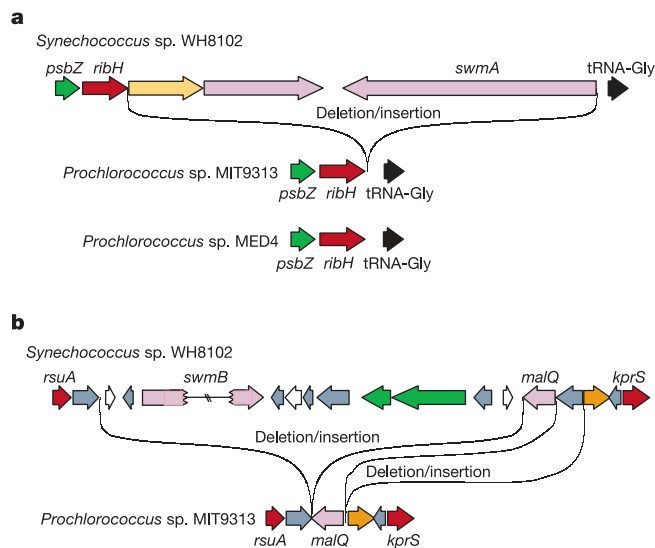 a
Synechococcus sp. WH8102
psbZ ribH swmA tRNA-Gly
Deletion/insertion
Prochlorococcus sp. MIT9313
psbZ ribH tRNA-Gly
Prochlorococcus sp. MED4
psbZ ribH tRNA-Gly
b
Synechococcus sp. WH8102
rsuA swmB malQ kprS
Deletion/insertion
Deletion/insertion
Prochlorococcus sp. MIT9313
rsuA malQ kprS